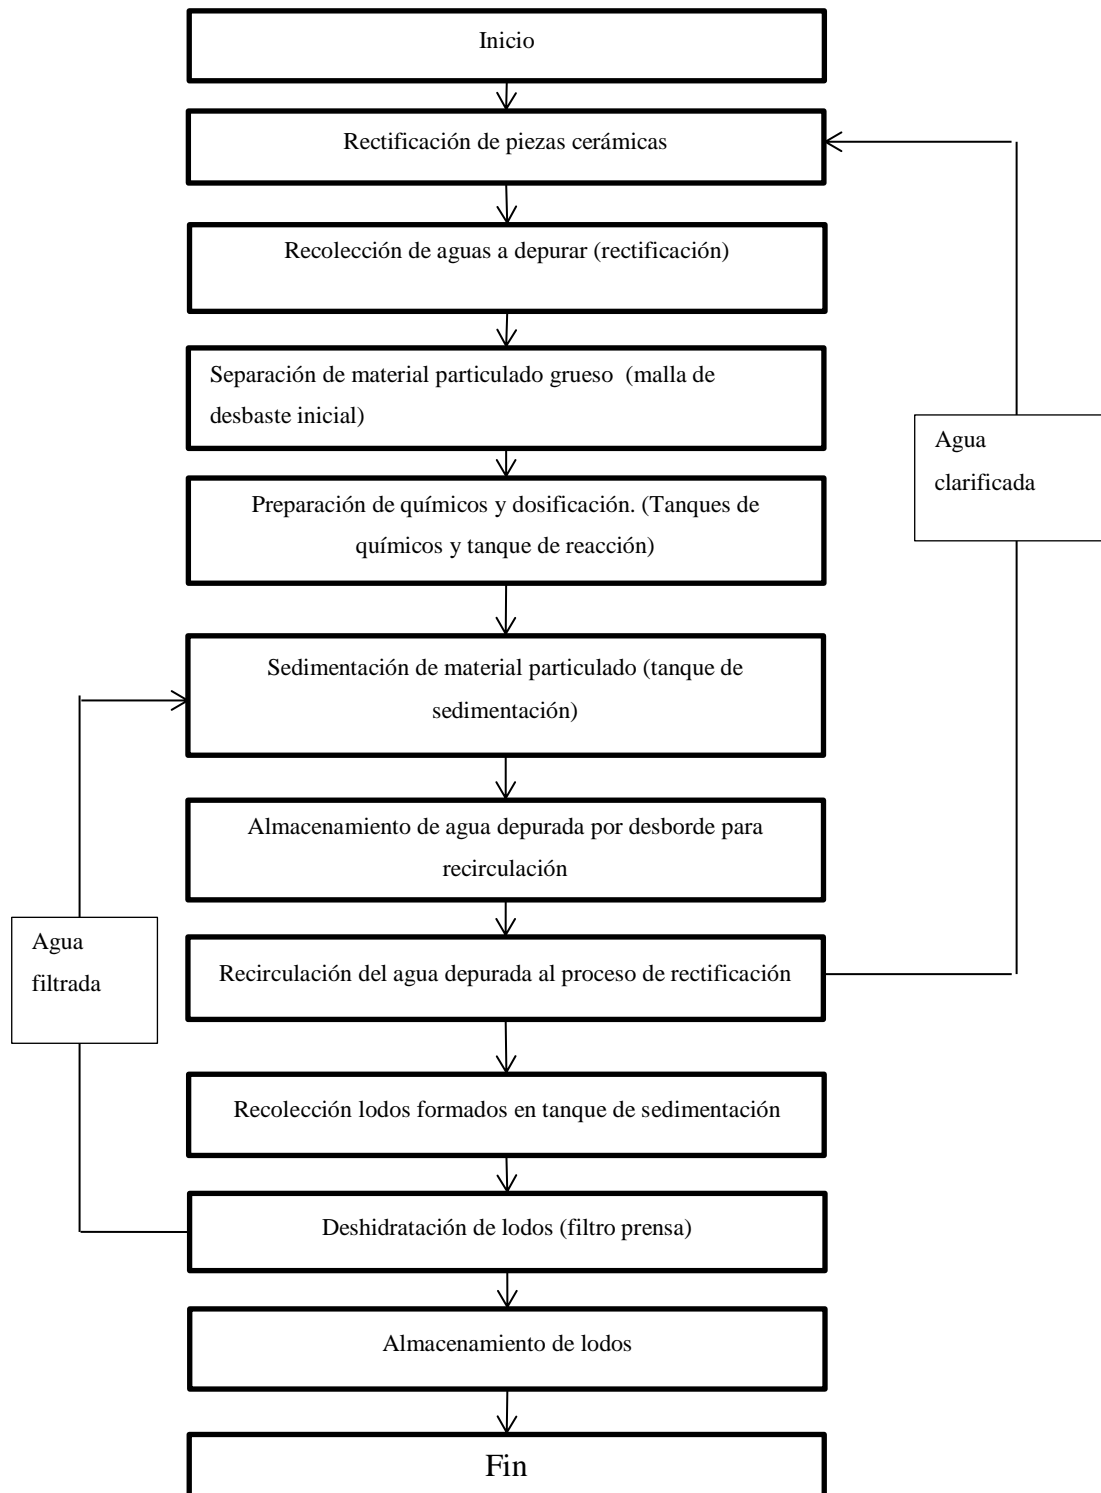 Inicio
Rectificación de piezas cerámicas
Recolección de aguas a depurar (rectificación)
Separación de material particulado grueso  (malla de
desbaste inicial)
Agua
clarificada
Preparación de químicos y dosificación. (Tanques de
químicos y tanque de reacción)
Sedimentación de material particulado (tanque de
sedimentación)
Almacenamiento de agua depurada por desborde para
recirculación
Agua
filtrada
Recirculación del agua depurada al proceso de rectificación
Recolección lodos formados en tanque de sedimentación
Deshidratación de lodos (filtro prensa)
Almacenamiento de lodos
Fin